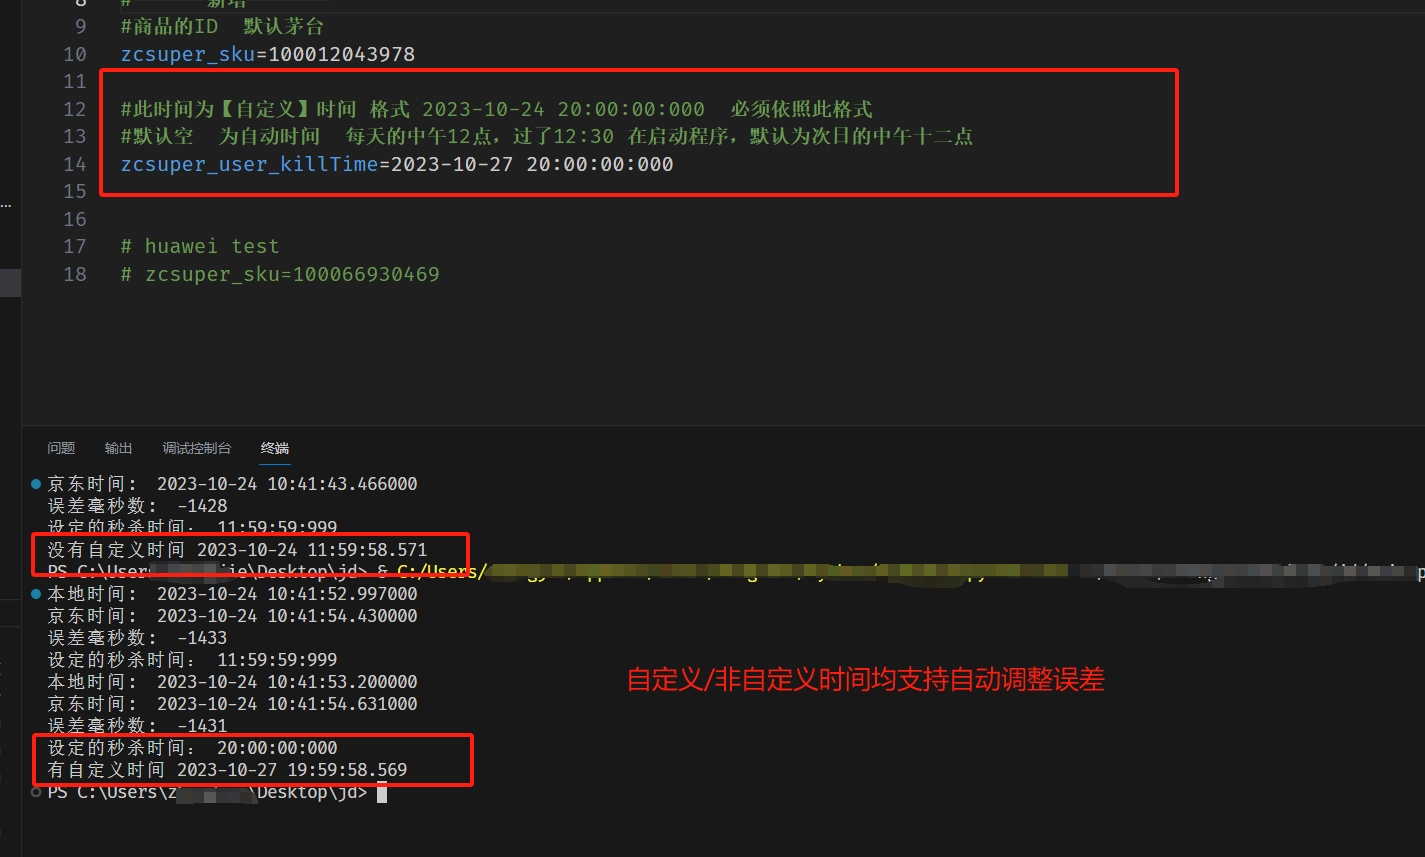 8 #
9 #商品的ID 默认茅台
10 zcsuper_sku=100012043978
11
12 #此时间为【自定义】时间 格式 2023-10-24 20:00:00:000 必须依照此格式
13 #默认空 为自动时间 每天的中午12点，过了12:30 在启动程序，默认为次日的中午十二点
14 zcsuper_user_killTime=2023-10-27 20:00:00:000
15
16
17 # huawei test
18 # zcsuper_sku=100066930469
问题 输出 调试控制台 终端
京东时间： 2023-10-24 10:41:43.466000
误差毫秒数： -1428
设定的秒杀时间： 11:59:59:999
没有自定义时间 2023-10-24 11:59:58.571
PS C:\Users ie\Desktop\jd> & C:/Users/
本地时间： 2023-10-24 10:41:52.997000
京东时间： 2023-10-24 10:41:54.430000
误差毫秒数： -1433
设定的秒杀时间： 11:59:59:999
本地时间： 2023-10-24 10:41:53.200000
京东时间： 2023-10-24 10:41:54.631000
误差毫秒数： -1431
设定的秒杀时间： 20:00:00:000
有自定义时间 2023-10-27 19:59:58.569
PS C:\Users\z \Desktop\jd>
自定义/非自定义时间均支持自动调整误差